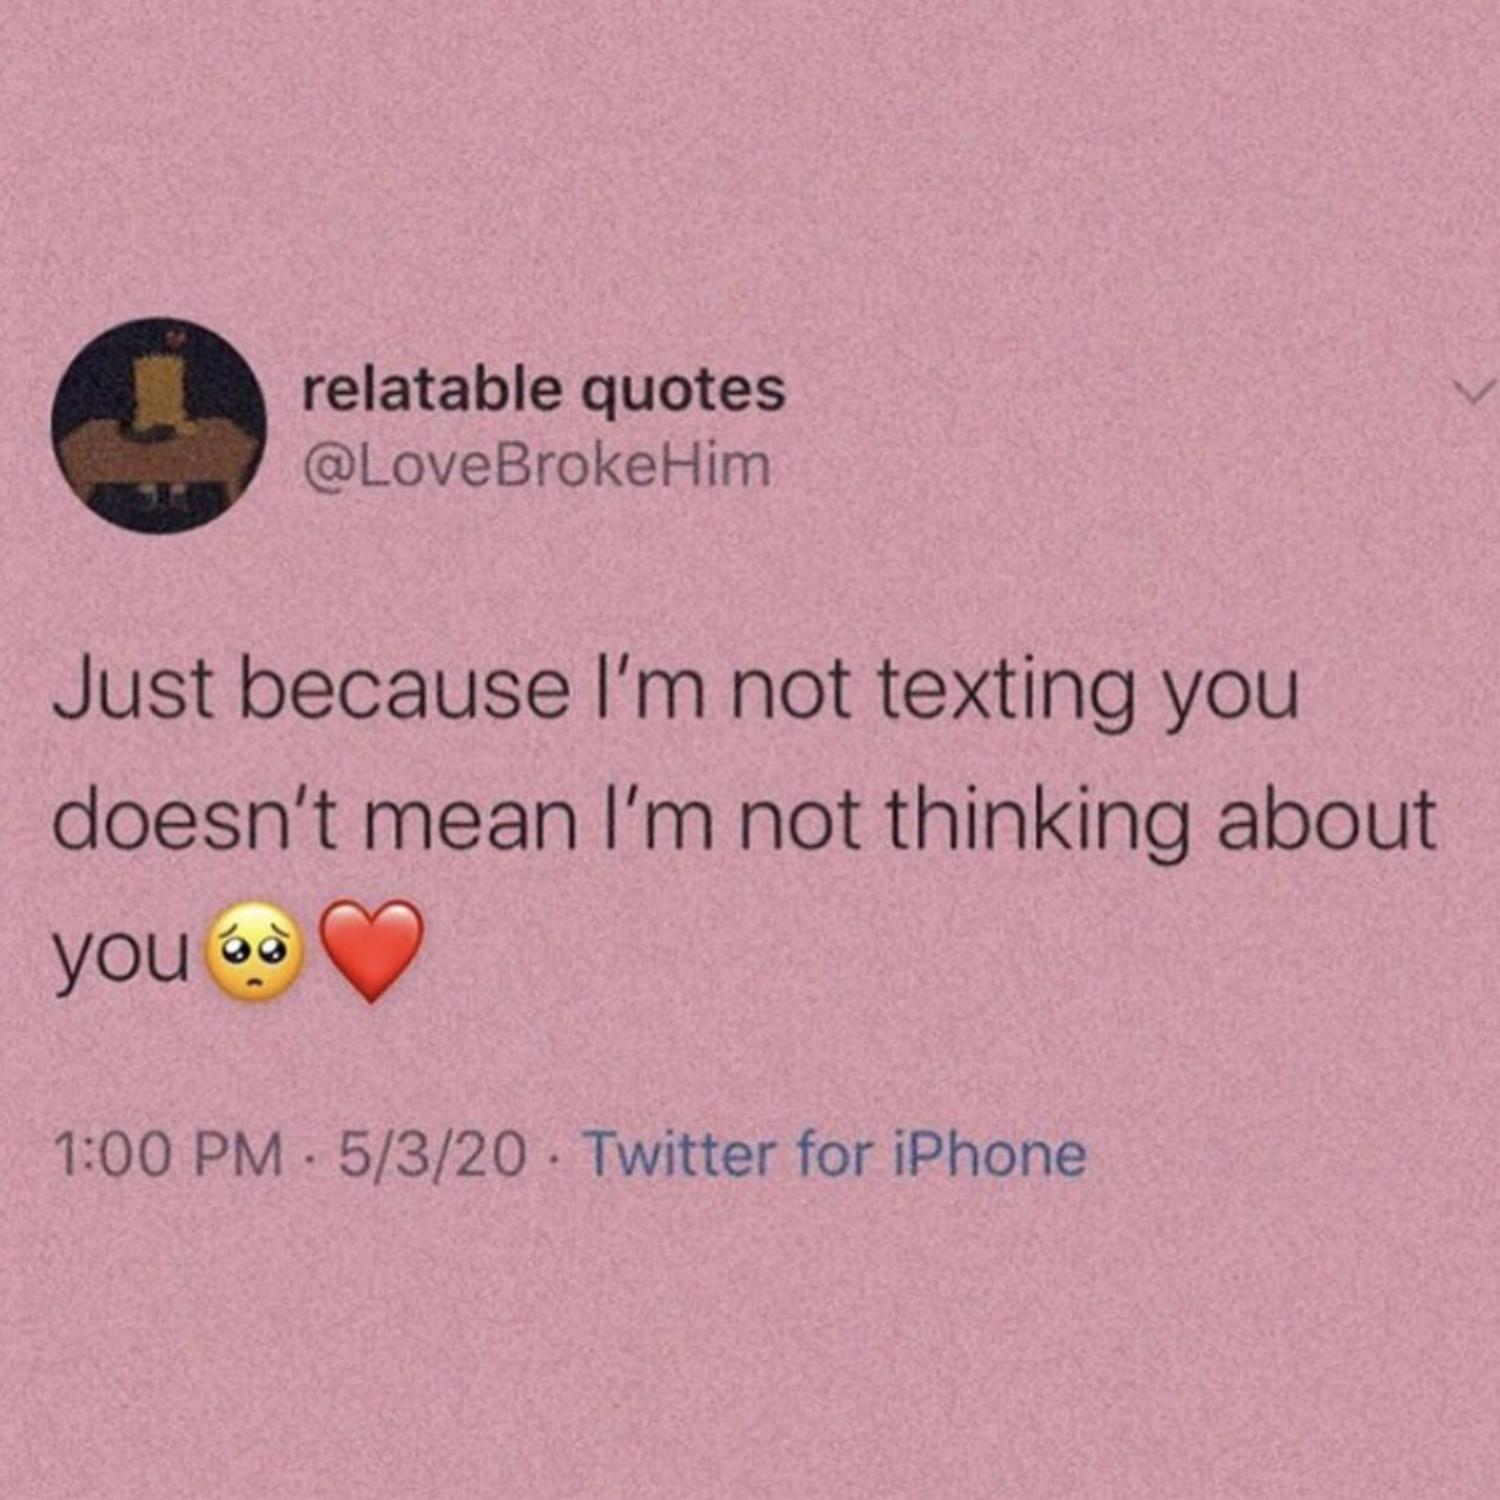 relatable quotes
@LoveBrokeHim
Just because I’m not texting you
doesn’t mean I’m not thinking about
you🥺❤️
1:00 PM · 5/3/20 · Twitter for iPhone